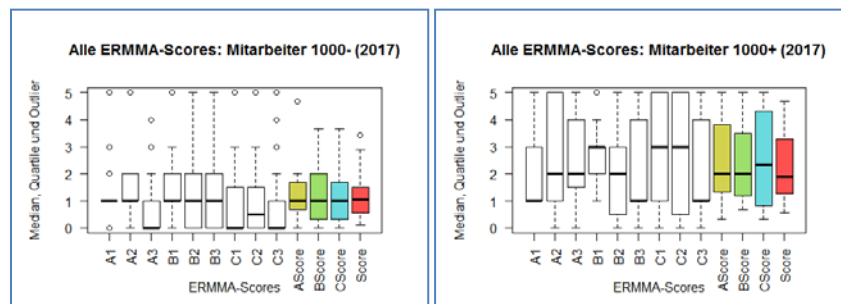 Alle ERMMA-Scores: Mitarbeiter 1000- (2017)
Median, Quartile und Outlier
5
4
3
2
1
0
A1
A2
A3
B1
B2
B3
C1
C2
C3
AScore
BScore
CScore
Score
ERMMA-Scores
Alle ERMMA-Scores: Mitarbeiter 1000+ (2017)
Median, Quartile und Outlier
5
4
3
2
1
0
A1
A2
A3
B1
B2
B3
C1
C2
C3
AScore
BScore
CScore
Score
ERMMA-Scores